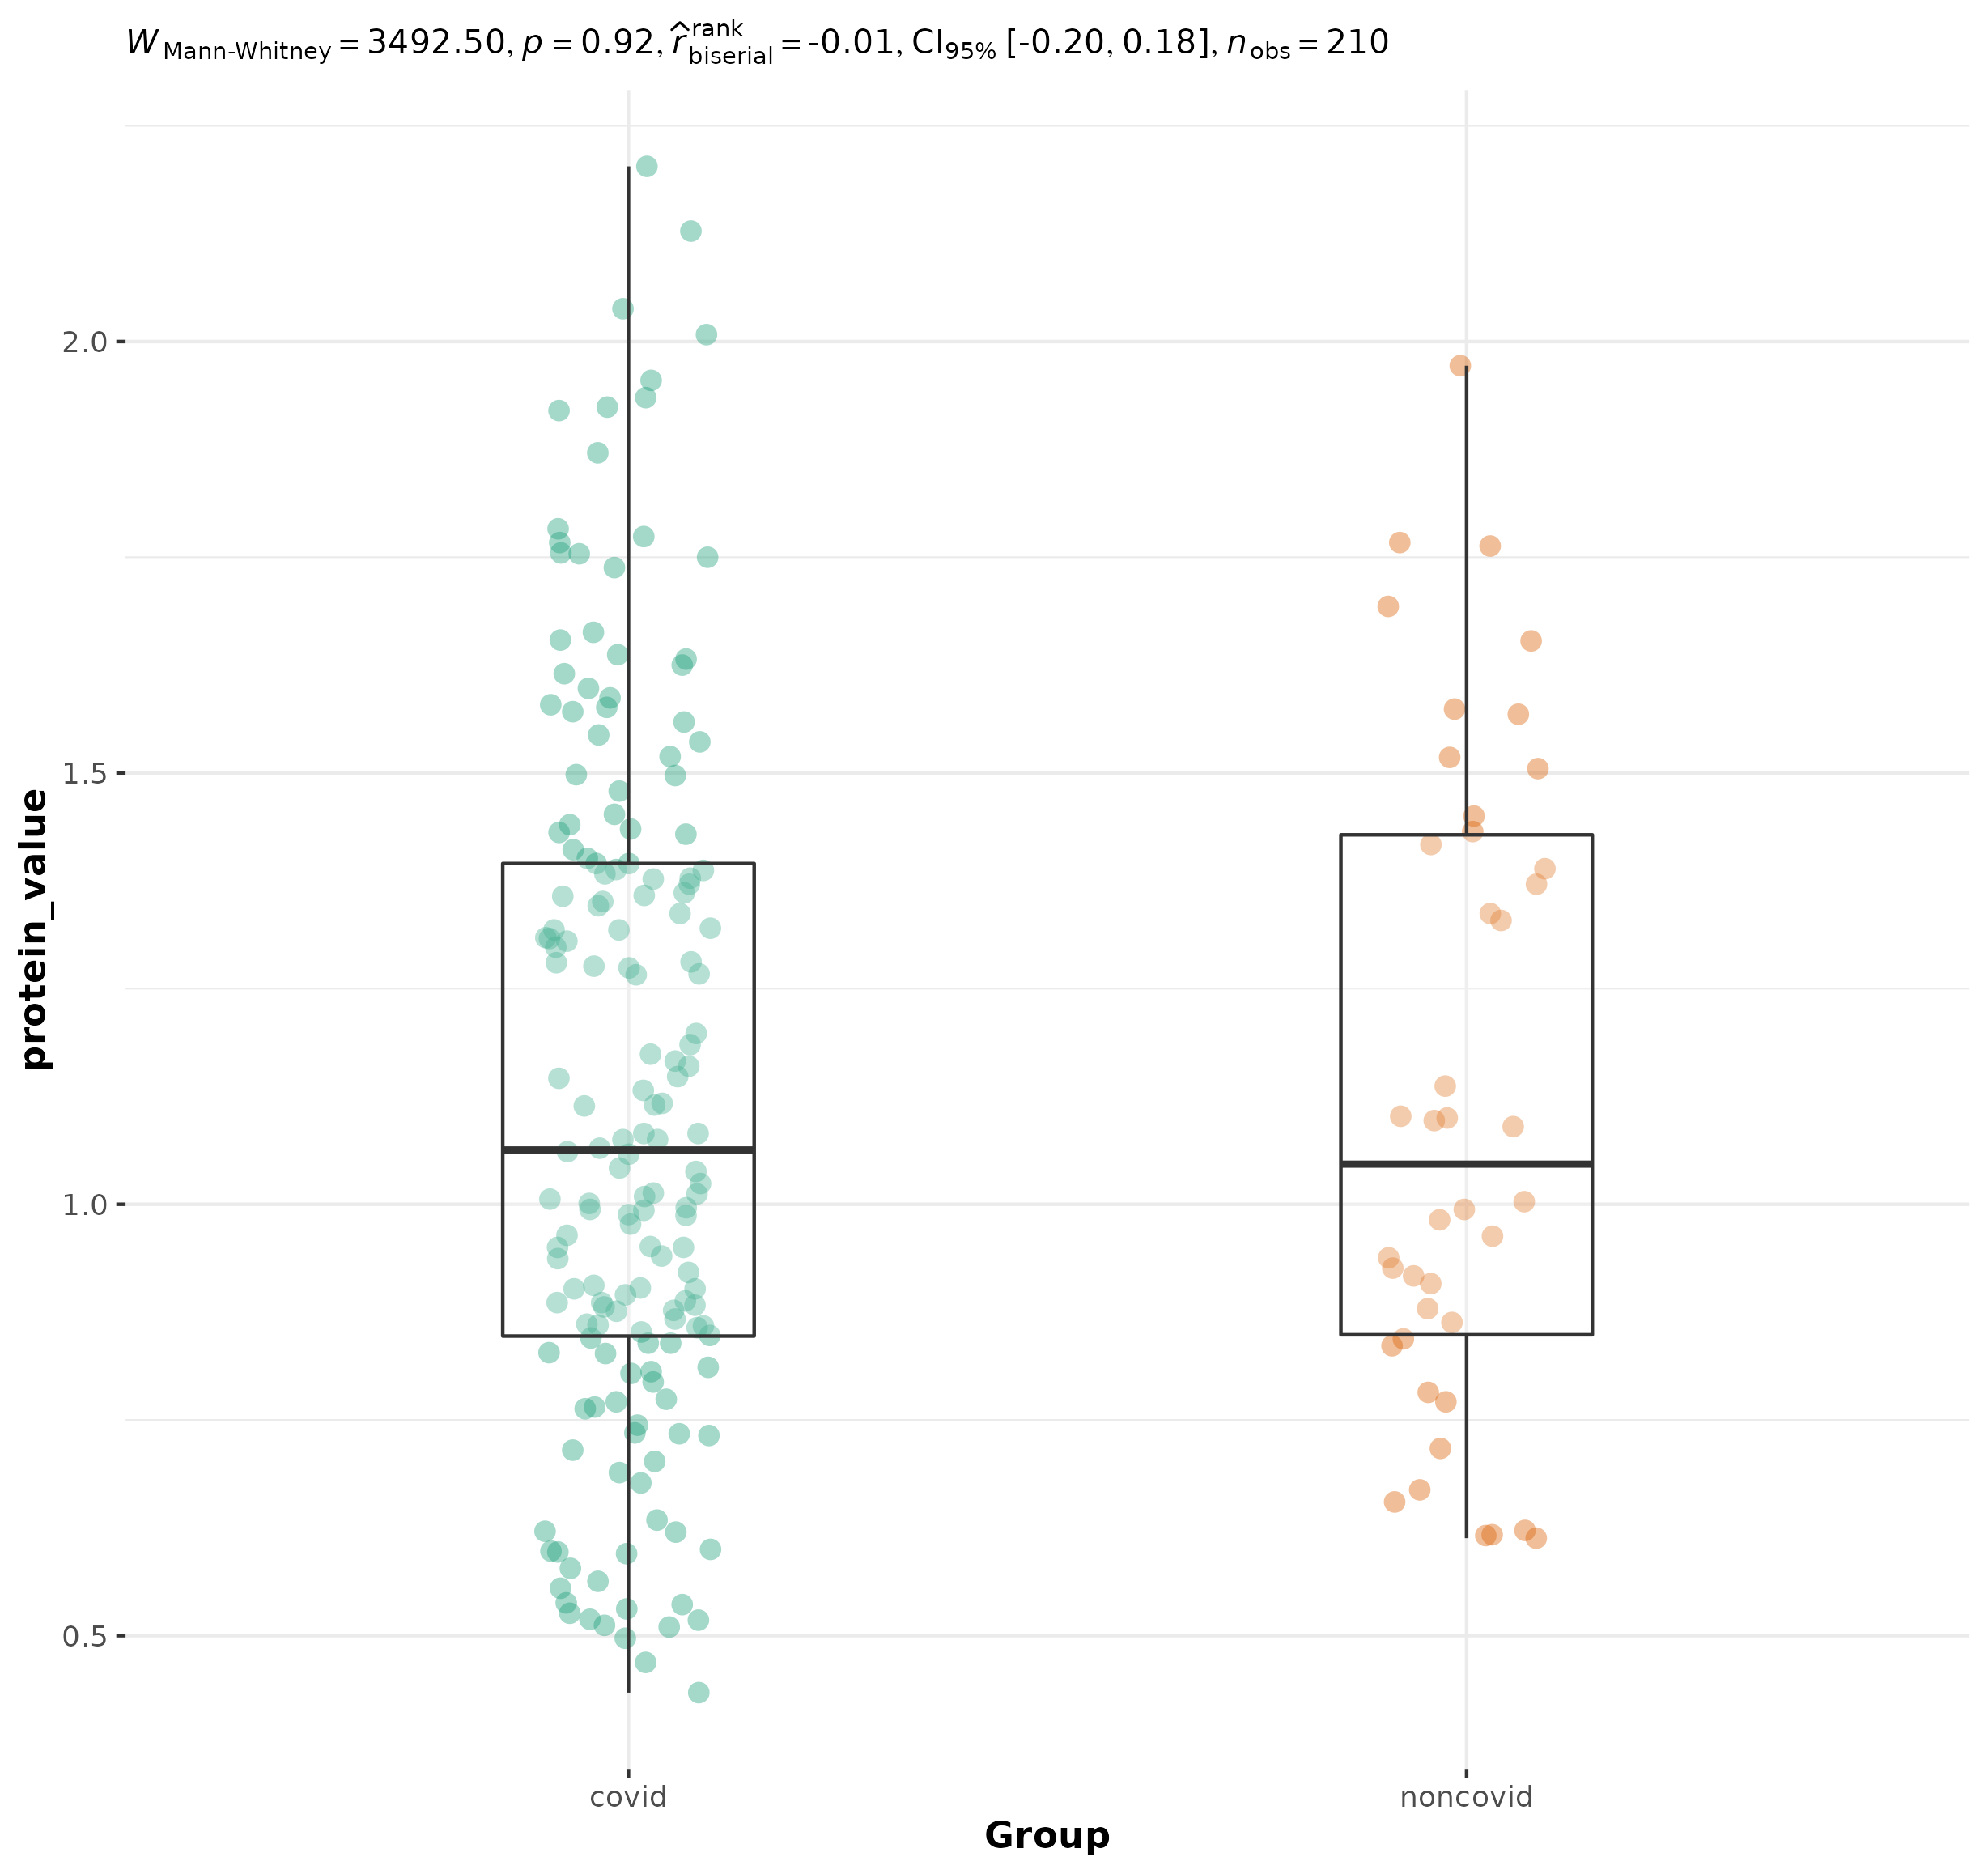 W Mann-Whitney = 3492.50, p = 0.92, r̂ rank biserial = -0.01, CI95% [-0.20, 0.18], n obs = 210
protein_value
2.0
1.5
1.0
0.5
covid noncovid
Group